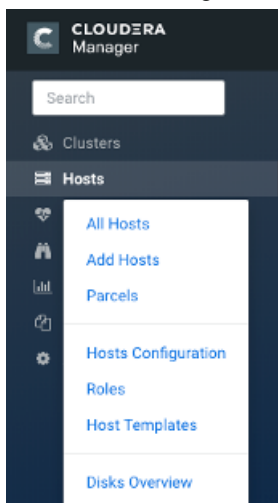 CLOUDERA
Manager
Search
Clusters
Hosts
All Hosts
Add Hosts
Parcels
Hosts Configuration
Roles
Host Templates
Disks Overview